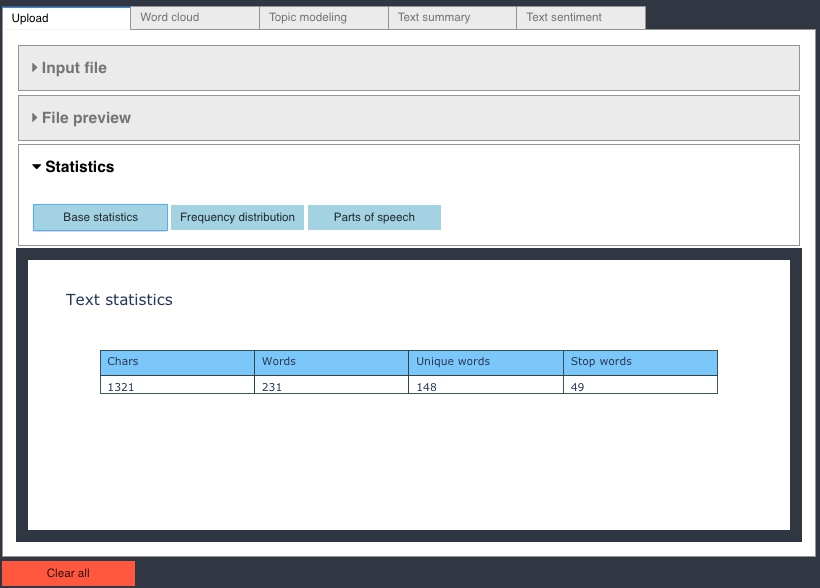 Upload Word cloud Topic modeling Text summary Text sentiment
Input file
File preview
Statistics
Base statistics Frequency distribution Parts of speech
Text statistics
Chars Words Unique words Stop words
1321 231 148 49
Clear all